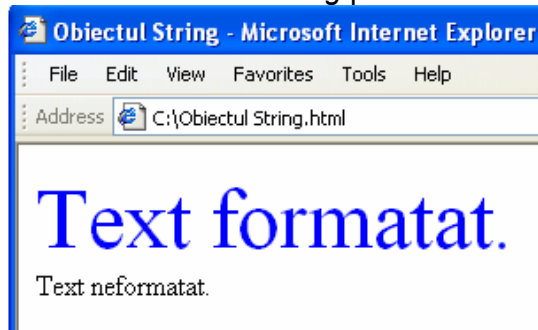 Obiectul String - Microsoft Internet Explorer
File Edit View Favorites Tools Help
Address C:\Obiectul String.html
Text formatat.
Text neformatat.